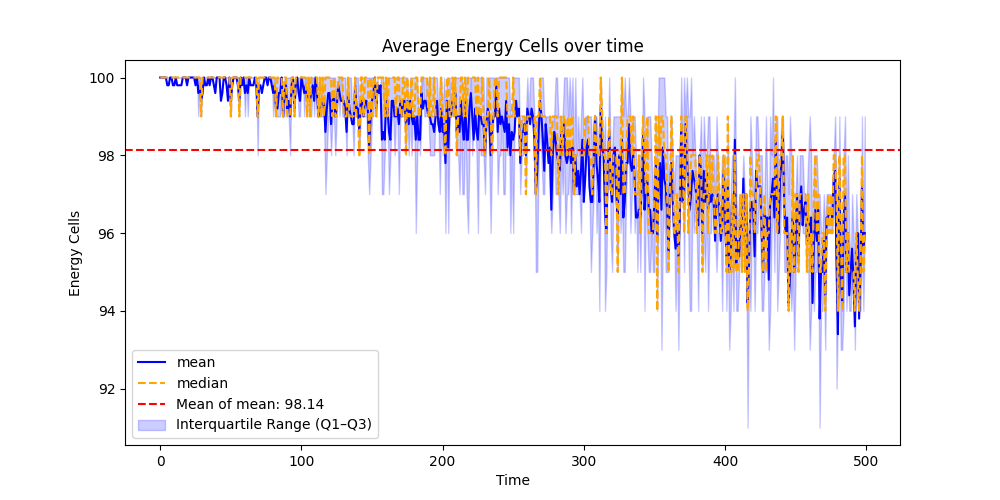 Average Energy Cells over time
Energy Cells
100
98
96
94
92
mean
median
Mean of mean: 98.14
Interquartile Range (Q1–Q3)
0
100
200
300
400
500
Time